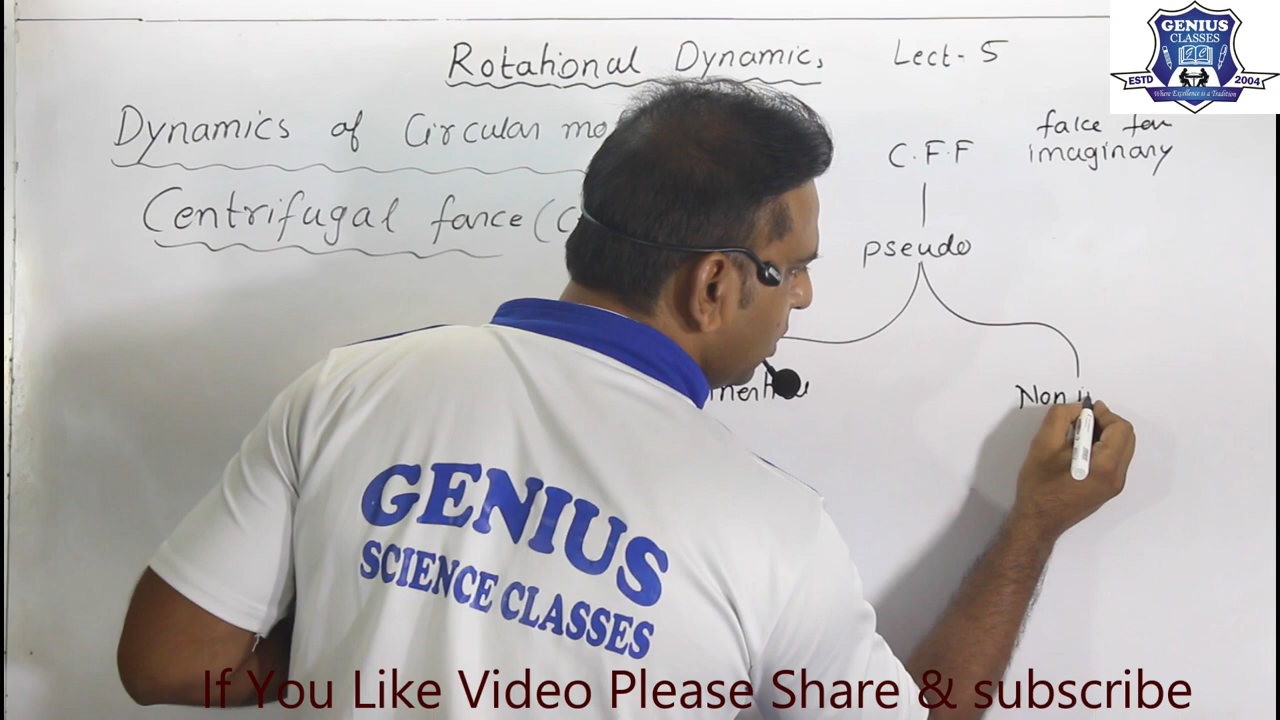 Rotational Dynamics Lect-5
Dynamics of Circular mo
Centrifugal force (C
C.F.F
fake for
imaginary
pseudo
Non i
GENIUS
SCIENCE CLASSES
GENIUS
CLASSES
ESTD 2004
Where Excellence is a Tradition
If You Like Video Please Share & subscribe